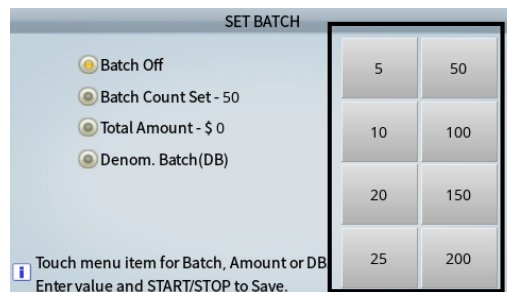 SET BATCH
Batch Off
Batch Count Set - 50
Total Amount - $ 0
Denom. Batch(DB)
Touch menu item for Batch, Amount or DB
Enter value and START/STOP to Save.
5 50
10 100
20 150
25 200